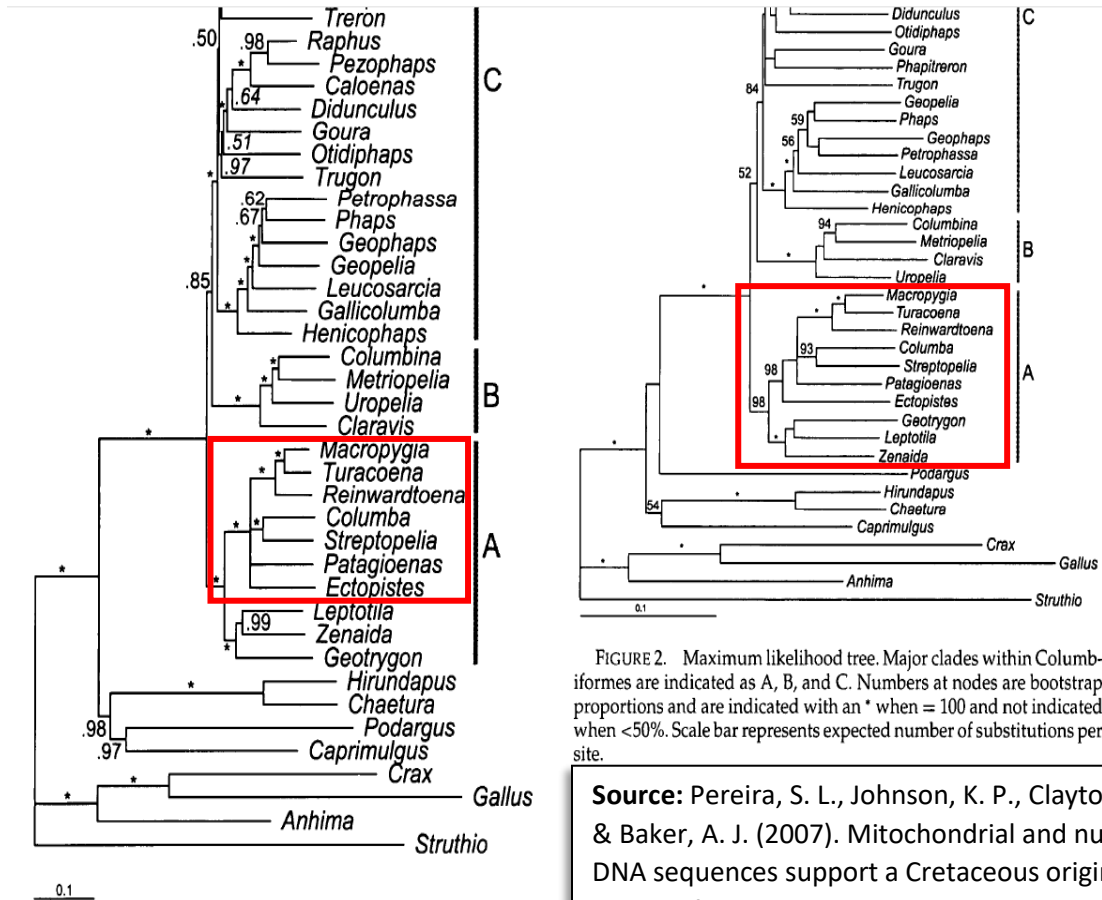 Treron
.50
.98
Raphus
*
Pezophaps
Caloenas
*
.64
Didunculus
.51
Goura
Otidiphaps
.97
Trugon
*
.62
Petrophassa
.67
Phaps
*
Geophaps
*
Geopelia
.85
*
Leucosarcia
*
Gallicolumba
Henicophaps
C
*
Columbina
*
Metriopelia
*
Uropelia
Claravis
B
*
Macropygia
*
Turacoena
*
Reinwardtoena
*
Columba
*
Streptopelia
Patagioenas
*
Ectopistes
A
Leptotila
.99
Zenaida
*
Geotrygon
*
Hirundapus
Chaetura
*
.98
Podargus
.97
Caprimulgus
*
Crax
*
Gallus
Anhima
Struthio
0.1
Didunculus
Otidiphaps
Goura
Phapitreron
84
Trugon
Geopelia
59
Phaps
Geophaps
56
Petrophassa
*
Leucosarcia
52
*
Gallicolumba
Henicophaps
C
94
Columbina
Metriopelia
*
Claravis
Uropelia
B
*
*
Macropygia
*
Turacoena
Reinwardtoena
93
Columba
Streptopelia
98
Patagioenas
98
Ectopistes
Geotrygon
*
Leptotila
Zenaida
A
Podargus
*
*
Hirundapus
54
Chaetura
Caprimulgus
*
Crax
*
Gallus
Anhima
Struthio
0.1
FIGURE 2. Maximum likelihood tree. Major clades within Columb-
iformes are indicated as A, B, and C. Numbers at nodes are bootstrap
proportions and are indicated with an * when = 100 and not indicated
when <50%. Scale bar represents expected number of substitutions per
site.
Source: Pereira, S. L., Johnson, K. P., Clayto
& Baker, A. J. (2007). Mitochondrial and nu
DNA sequences support a Cretaceous origin